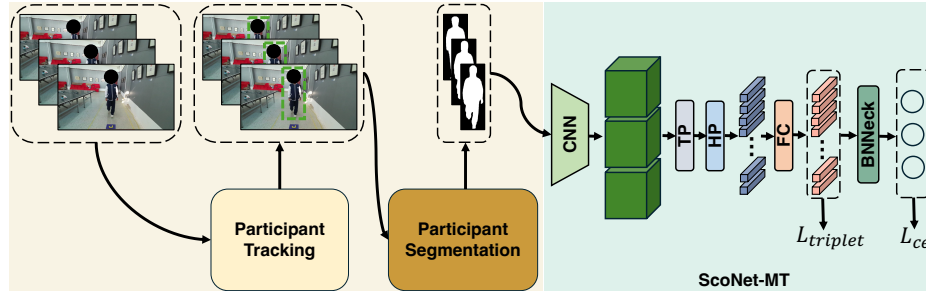 Participant
Tracking
Participant
Segmentation
CNN
TP
HP
FC
BNNeck
L_triplet
L_ce
ScoNet-MT